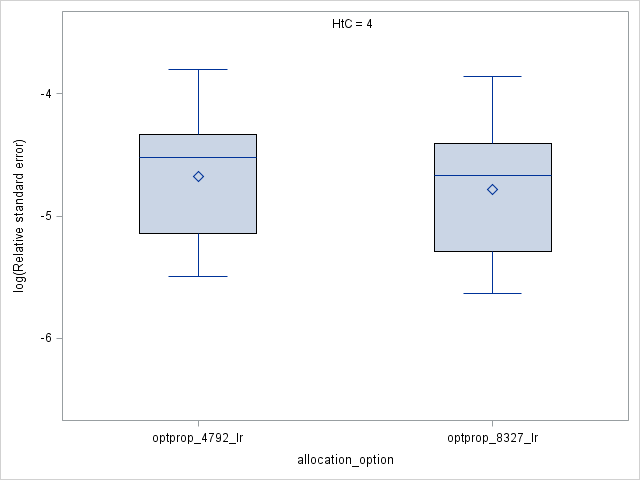 HtC = 4
-4
-5
-6
log(Relative standard error)
optprop_4792_lr
optprop_8327_lr
allocation_option